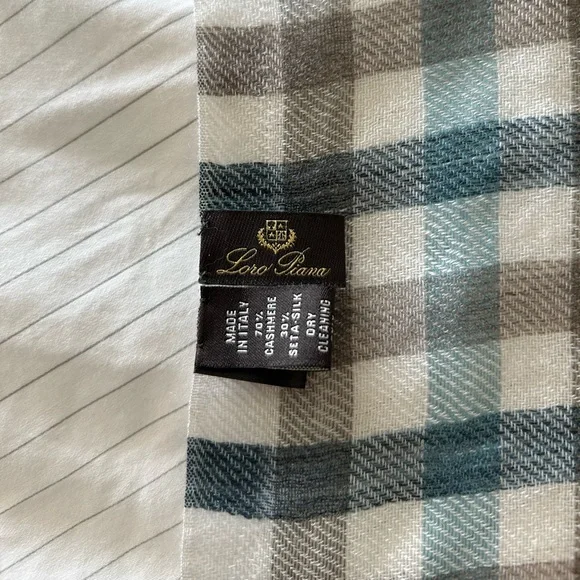 Loro Piana
MADE
IN ITALY
70%
CASHMERE
30%
SETA-SILK
DRY
CLEANING